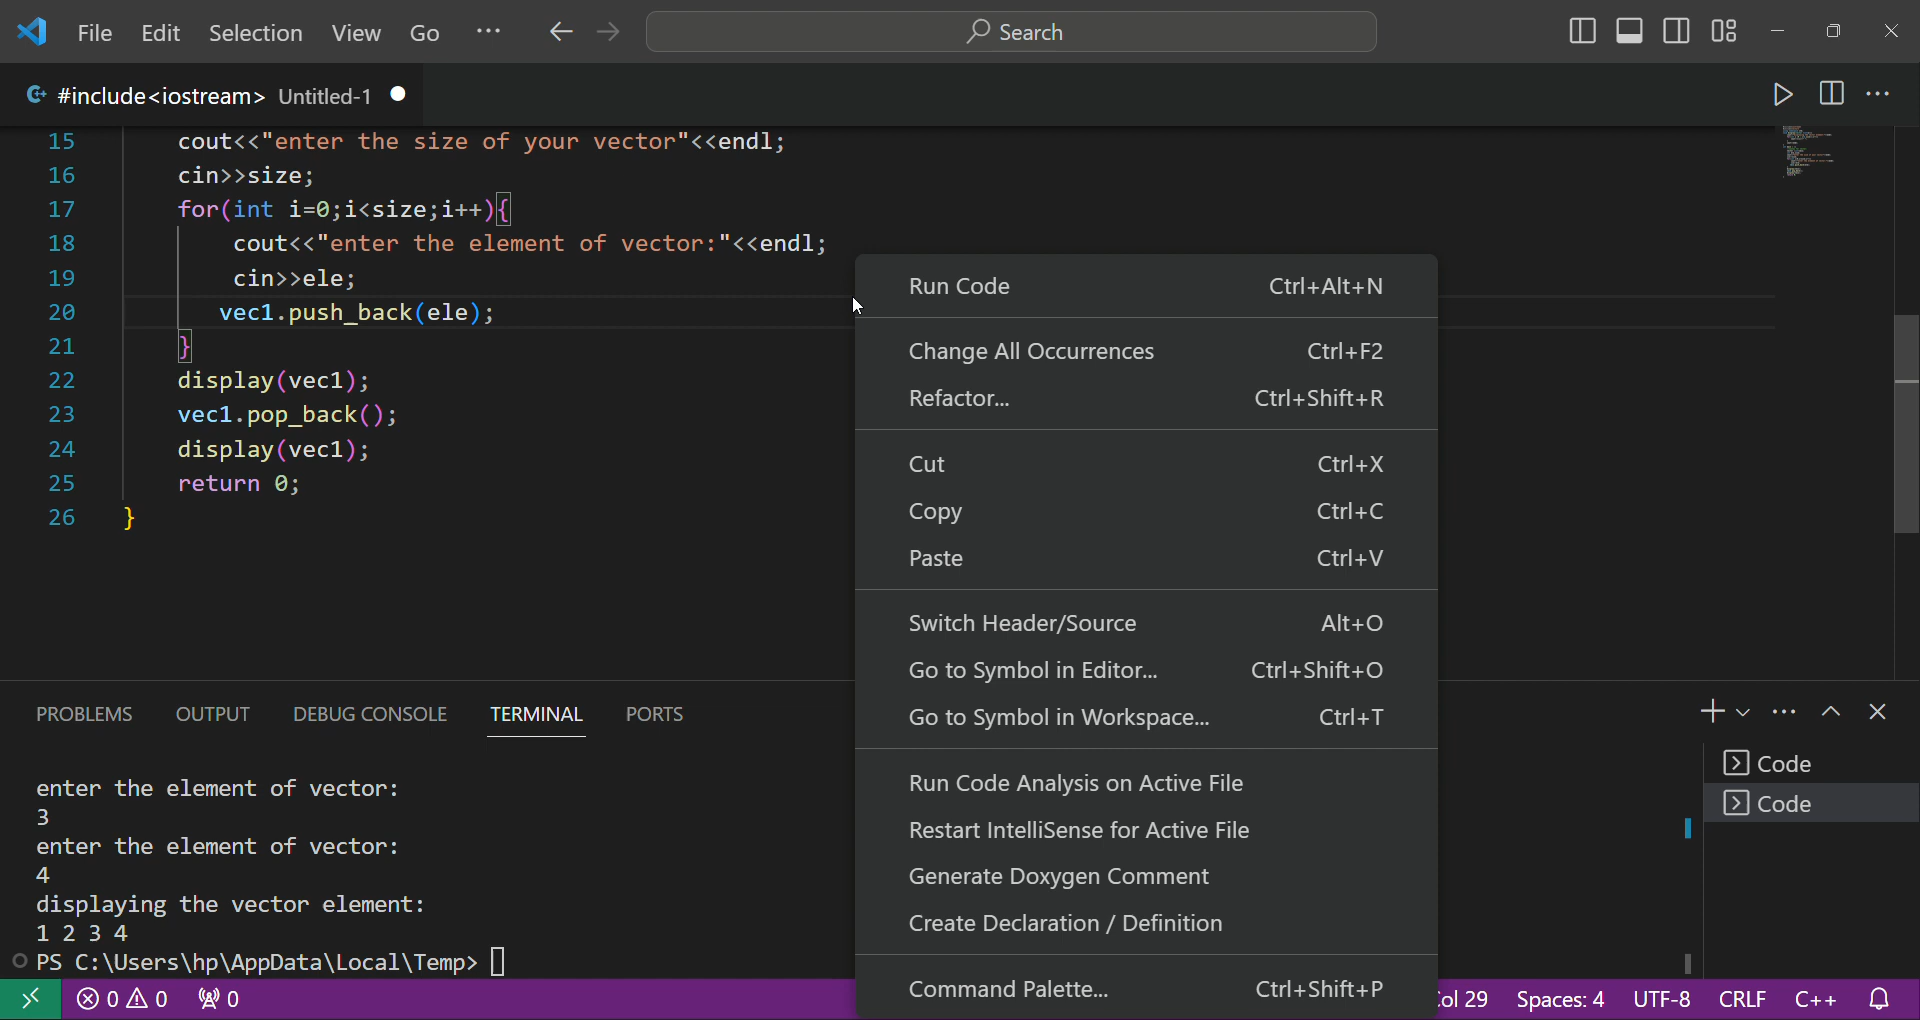 File Edit Selection View Go ··· Search
#include<iostream> Untitled-1
15 cout<<"enter the size of your vector"<<endl;
16 cin>>size;
17 for(int i=0;i<size;i++){
18 cout<<"enter the element of vector:"<<endl;
19 cin>>ele;
20 vec1.push_back(ele);
21 }
22 display(vec1);
23 vec1.pop_back();
24 display(vec1);
25 return 0;
26 }
Run Code Ctrl+Alt+N
Change All Occurrences Ctrl+F2
Refactor... Ctrl+Shift+R
Cut Ctrl+X
Copy Ctrl+C
Paste Ctrl+V
Switch Header/Source Alt+O
Go to Symbol in Editor... Ctrl+Shift+O
Go to Symbol in Workspace... Ctrl+T
Run Code Analysis on Active File
Restart IntelliSense for Active File
Generate Doxygen Comment
Create Declaration / Definition
Command Palette... Ctrl+Shift+P
PROBLEMS OUTPUT DEBUG CONSOLE TERMINAL PORTS
enter the element of vector:
3
enter the element of vector:
4
displaying the vector element:
1 2 3 4
PS C:\Users\hp\AppData\Local\Temp>
Code
Code
0 0 0 Col 29 Spaces: 4 UTF-8 CRLF C++